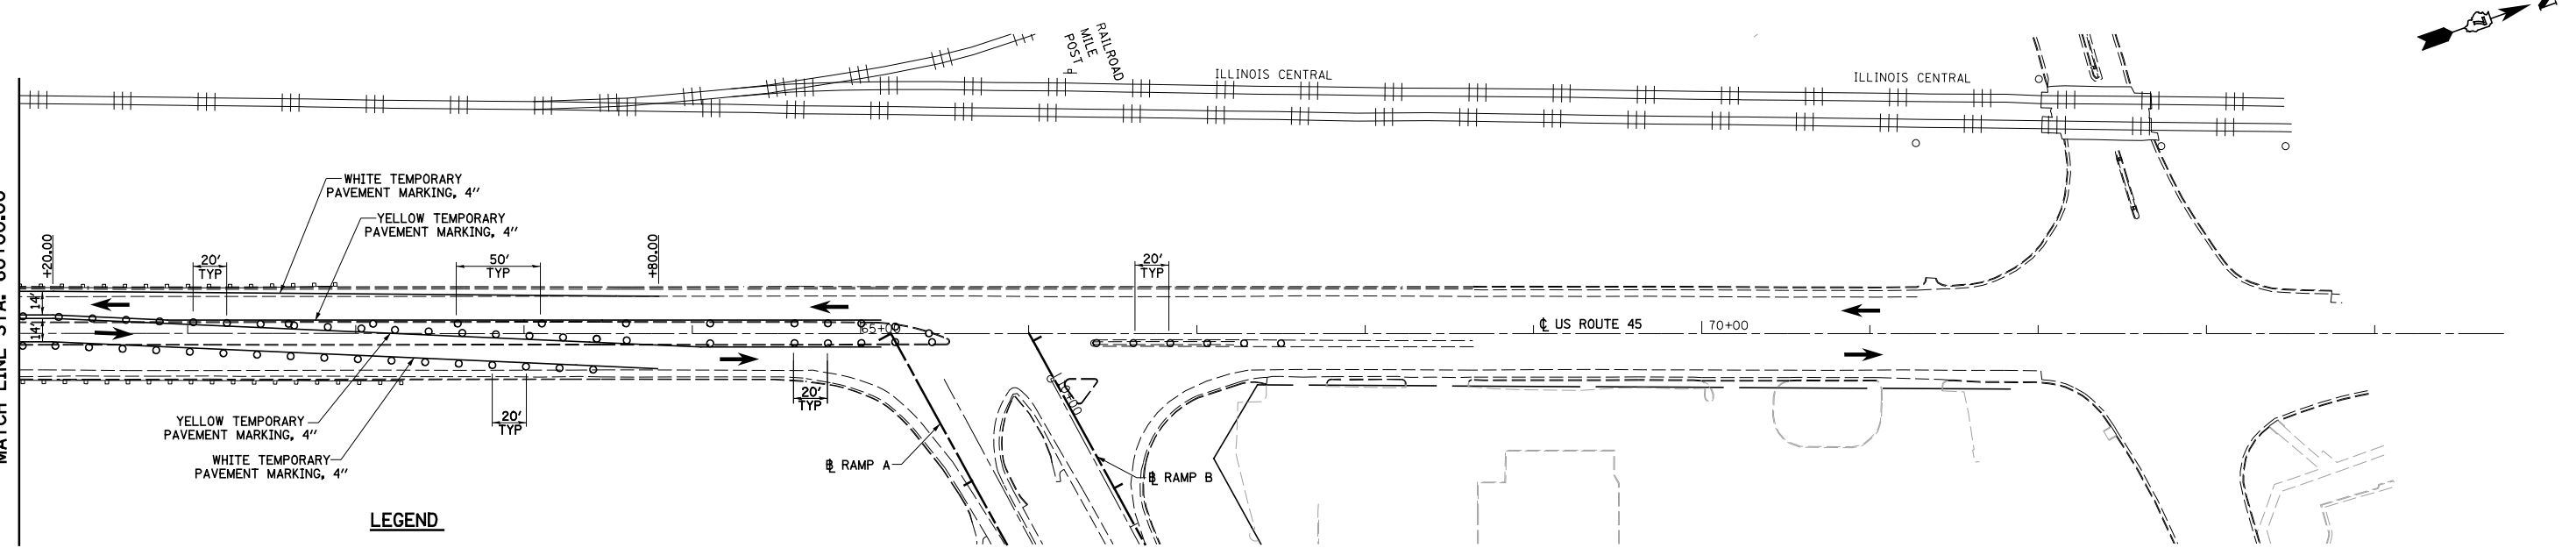 RAILROAD
MILE
POST
ILLINOIS CENTRAL
ILLINOIS CENTRAL
WHITE TEMPORARY
PAVEMENT MARKING, 4"
YELLOW TEMPORARY
PAVEMENT MARKING, 4"
+20.00
20'
TYP
50'
TYP
+80.00
20'
TYP
14'
14'
65+00
℄ US ROUTE 45
70+00
20'
TYP
20'
TYP
YELLOW TEMPORARY
PAVEMENT MARKING, 4"
WHITE TEMPORARY
PAVEMENT MARKING, 4"
℄ RAMP A
℄ RAMP B
LEGEND
MATCH LINE STA.